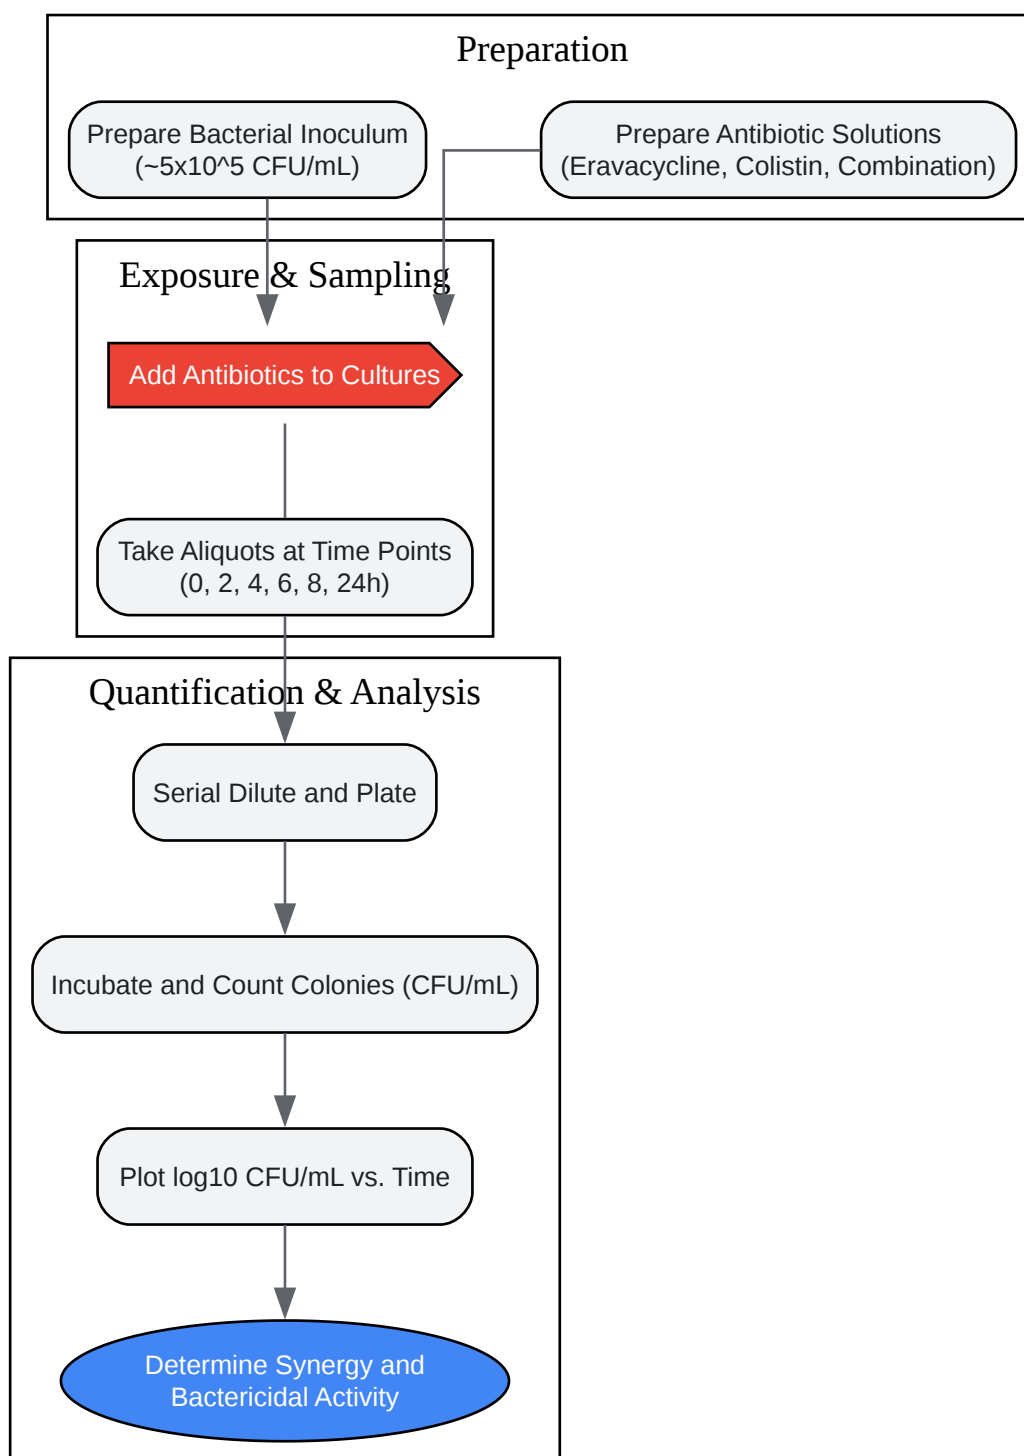 Preparation
Prepare Bacterial Inoculum
(~5x10^5 CFU/mL)
Prepare Antibiotic Solutions
(Eravacycline, Colistin, Combination)
Exposure & Sampling
Add Antibiotics to Cultures
Take Aliquots at Time Points
(0, 2, 4, 6, 8, 24h)
Quantification & Analysis
Serial Dilute and Plate
Incubate and Count Colonies (CFU/mL)
Plot log10 CFU/mL vs. Time
Determine Synergy and
Bactericidal Activity